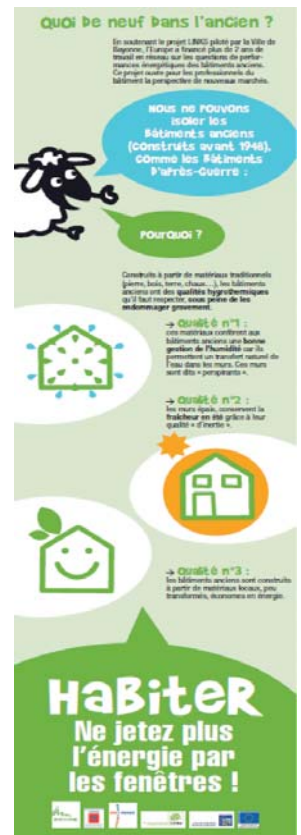 Quoi de neuf dans l'ancien ?
En soutenant le projet LINKS piloté par la Ville de
Bayonne, l'Europe a financé plus de 2 ans de
travail en réseau sur les questions de perfor-
mances énergétiques des bâtiments anciens.
Ce projet ouvre pour les professionnels du
bâtiment la perspective de nouveaux marchés.
Nous ne pouvons
isoler les
bâtiments anciens
(construits avant 1948),
comme les bâtiments
d'après-guerre :
Pourquoi ?
Construits à partir de matériaux traditionnels
(pierre, bois, terre, chaux...), les bâtiments
anciens ont des qualités hygrothermiques
qu'il faut respecter, sous peine de les
endommager gravement.
→ Qualité n°1 :
ces matériaux confèrent aux
bâtiments anciens une bonne
gestion de l'humidité car ils
permettent un transfert naturel de
l'eau dans les murs. Ces murs
sont dits « perspirants ».
→ Qualité n°2 :
les murs épais, conservent la
fraîcheur en été grâce à leur
qualité « d'inertie ».
→ Qualité n°3 :
les bâtiments anciens sont construits
à partir de matériaux locaux, peu
transformés, économes en énergie.
Habiter
Ne jetez plus
l'énergie par
les fenêtres !